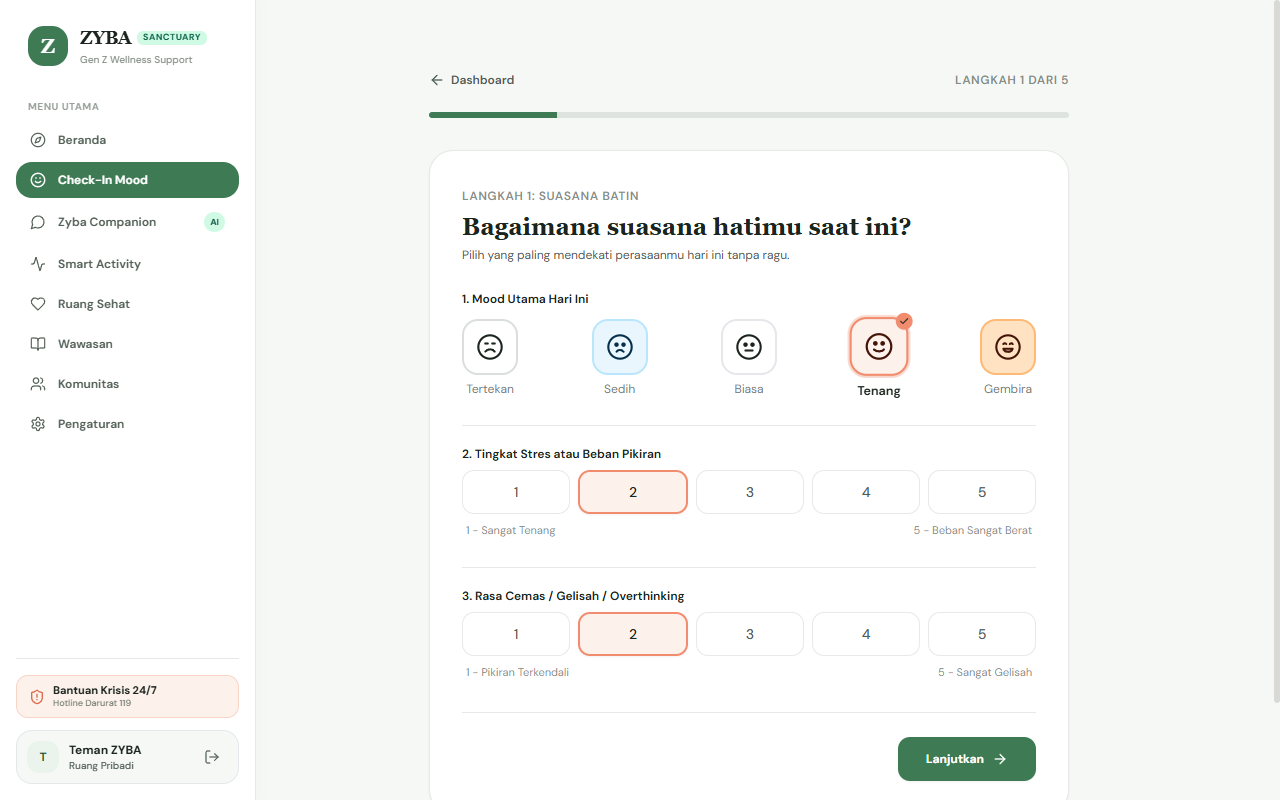 Z
ZYBA SANCTUARY
Gen Z Wellness Support
MENU UTAMA
Beranda
Check-In Mood
Zyba Companion AI
Smart Activity
Ruang Sehat
Wawasan
Komunitas
Pengaturan
Bantuan Krisis 24/7
Hotline Darurat 119
T
Teman ZYBA
Ruang Pribadi
Dashboard
LANGKAH 1 DARI 5
LANGKAH 1: SUASANA BATIN
Bagaimana suasana hatimu saat ini?
Pilih yang paling mendekati perasaanmu hari ini tanpa ragu.
1. Mood Utama Hari Ini
Tertekan Sedih Biasa Tenang Gembira
2. Tingkat Stres atau Beban Pikiran
1 2 3 4 5
1 - Sangat Tenang 5 - Beban Sangat Berat
3. Rasa Cemas / Gelisah / Overthinking
1 2 3 4 5
1 - Pikiran Terkendali 5 - Sangat Gelisah
Lanjutkan